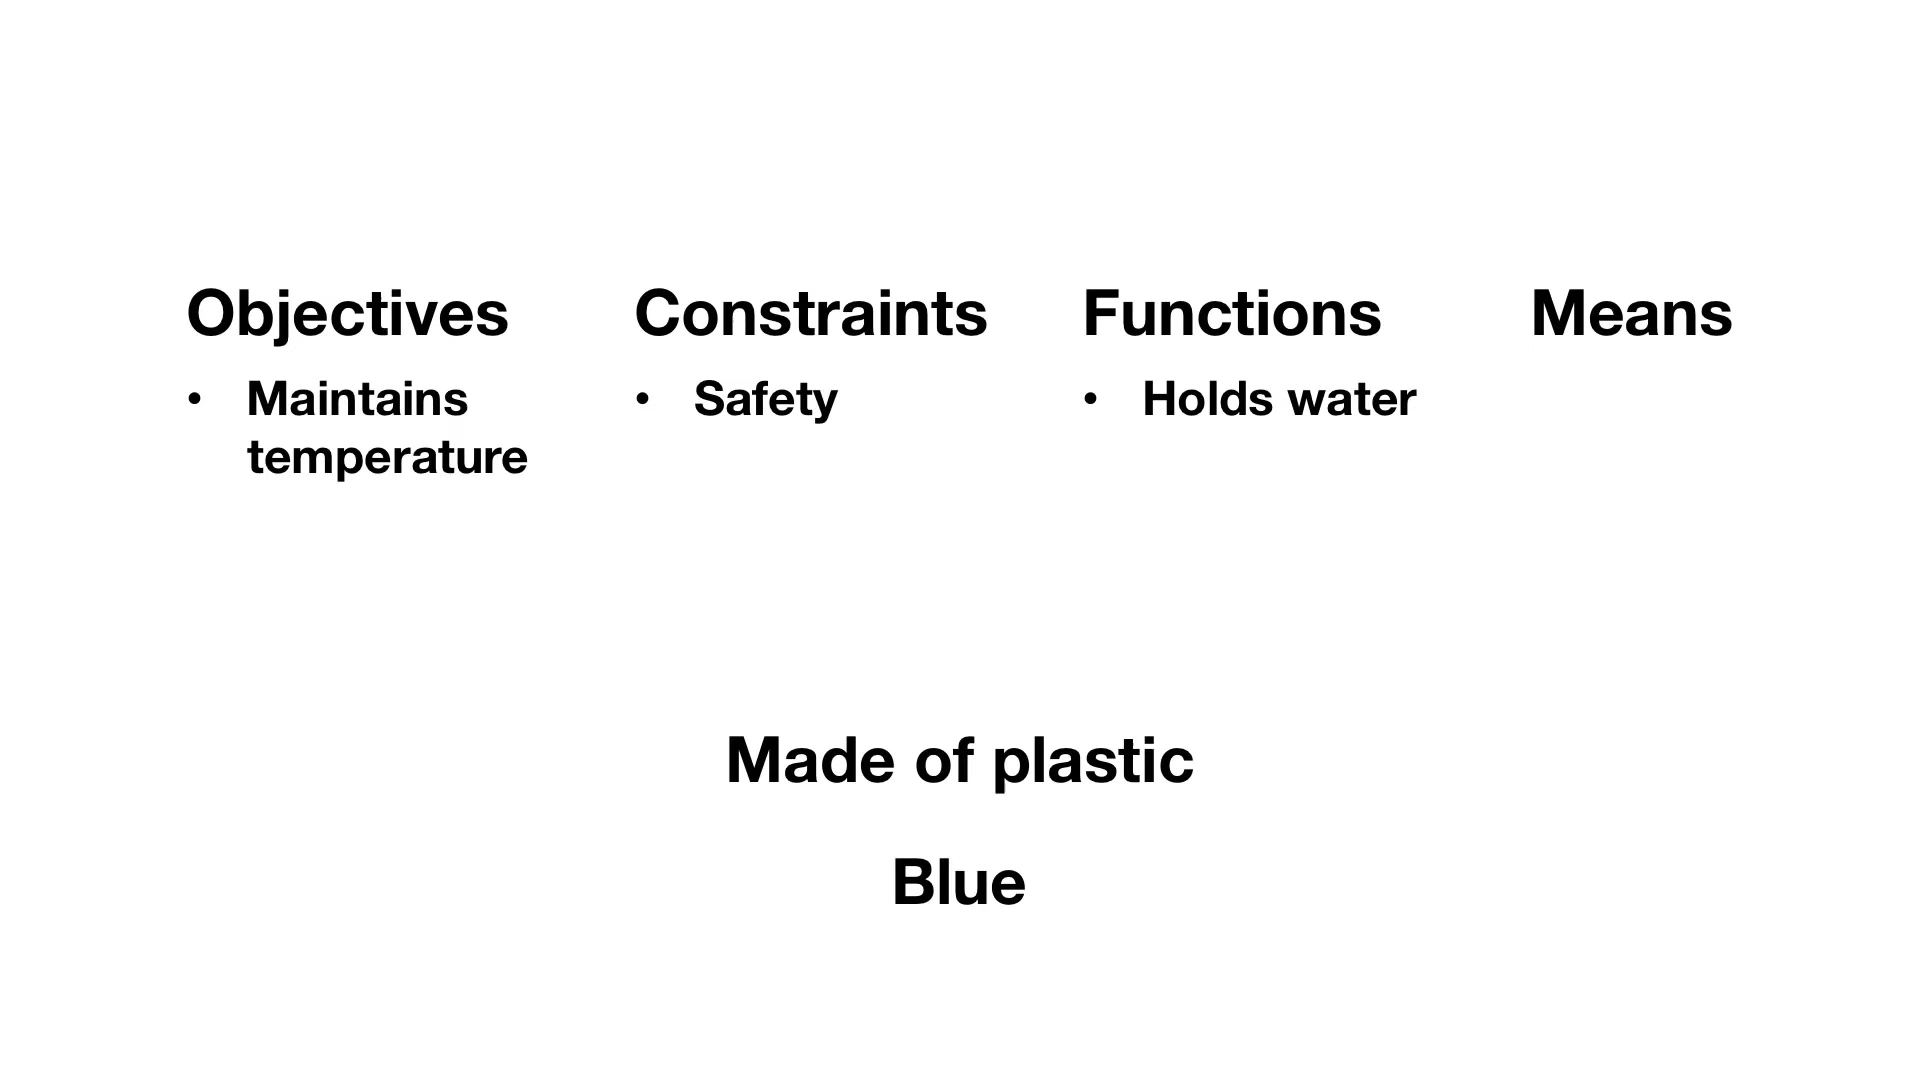 Objectives Constraints Functions Means
• Maintains temperature
• Safety
• Holds water
Made of plastic
Blue